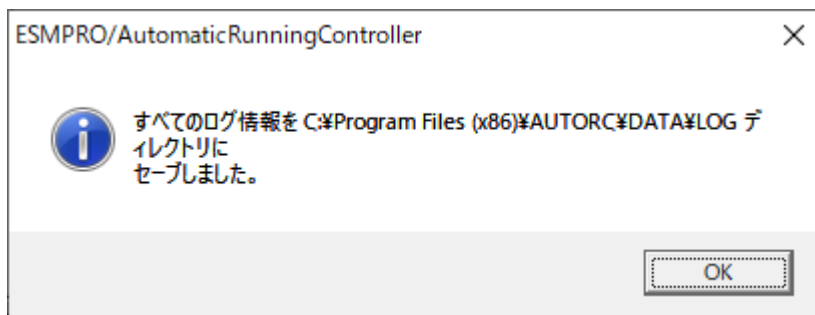 ESMPRO/AutomaticRunningController
すべてのログ情報を C:¥Program Files (x86)¥AUTORC¥DATA¥LOG デ
ィレクトリに
セーブしました。
OK